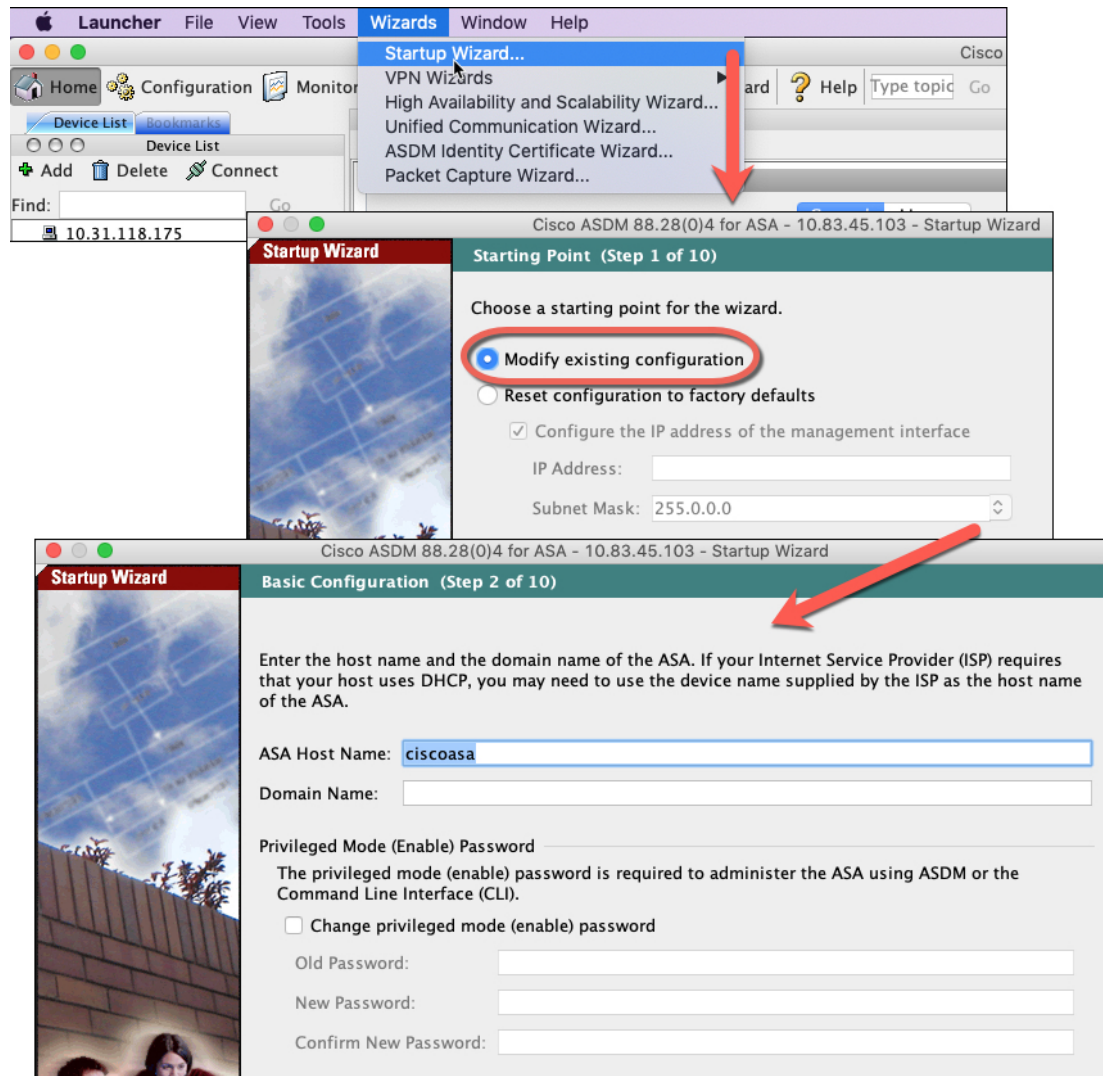 Launcher File View Tools Wizards Window Help
Startup Wizard...
VPN Wizards
High Availability and Scalability Wizard...
Unified Communication Wizard...
ASDM Identity Certificate Wizard...
Packet Capture Wizard...
Cisco
Home Configuration Monitor
ard Help Type topic Go
Device List Bookmarks
Device List
Add Delete Connect
Find: Go
10.31.118.175
Cisco ASDM 88.28(0)4 for ASA - 10.83.45.103 - Startup Wizard
Startup Wizard
Starting Point (Step 1 of 10)
Choose a starting point for the wizard.
Modify existing configuration
Reset configuration to factory defaults
Configure the IP address of the management interface
IP Address:
Subnet Mask: 255.0.0.0
Cisco ASDM 88.28(0)4 for ASA - 10.83.45.103 - Startup Wizard
Startup Wizard
Basic Configuration (Step 2 of 10)
Enter the host name and the domain name of the ASA. If your Internet Service Provider (ISP) requires
that your host uses DHCP, you may need to use the device name supplied by the ISP as the host name
of the ASA.
ASA Host Name: ciscoasa
Domain Name:
Privileged Mode (Enable) Password
The privileged mode (enable) password is required to administer the ASA using ASDM or the
Command Line Interface (CLI).
Change privileged mode (enable) password
Old Password:
New Password:
Confirm New Password: